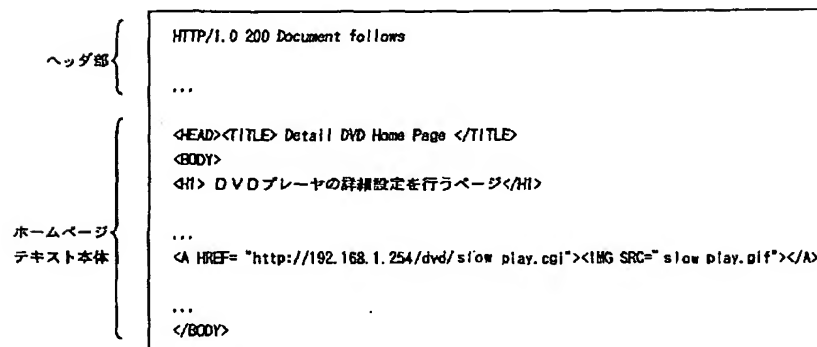 ヘッダ部
HTTP/1.0 200 Document follows
...
ホームページ
テキスト本体
<HEAD><TITLE> Detail DVD Home Page </TITLE>
<BODY>
<H1> DVDプレーヤの詳細設定を行うページ</H1>
...
<A HREF= "http://192.168.1.254/dvd/slow play.cgi"><IMG SRC="slow play.gif"></A>
...
</BODY>